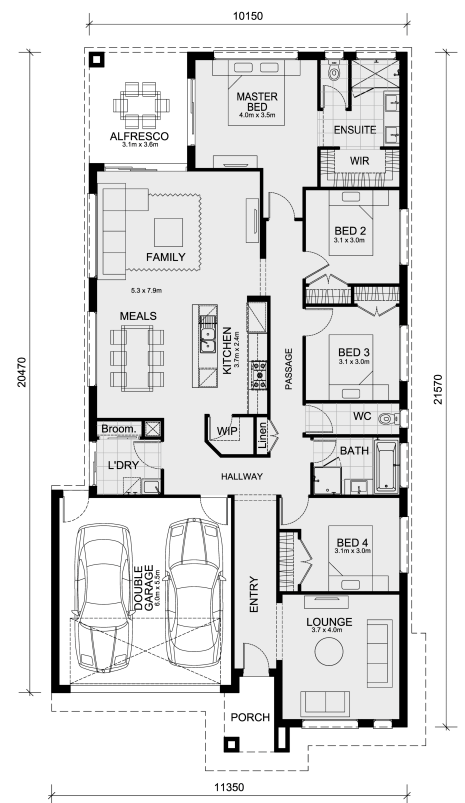 10150
MASTER
BED
4.0m x 3.5m
ENSUITE
WIR
ALFRESCO
3.1m x 3.6m
BED 2
3.1 x 3.0m
FAMILY
5.3 x 7.9m
MEALS
KITCHEN
3.7m x 2.4m
PASSAGE
BED 3
3.1 x 3.0m
20470
21570
WC
Broom.
WIP
Linen
BATH
L'DRY
HALLWAY
BED 4
3.1m x 3.0m
DOUBLE
GARAGE
6.0m x 5.5m
ENTRY
LOUNGE
3.7 x 4.0m
PORCH
11350